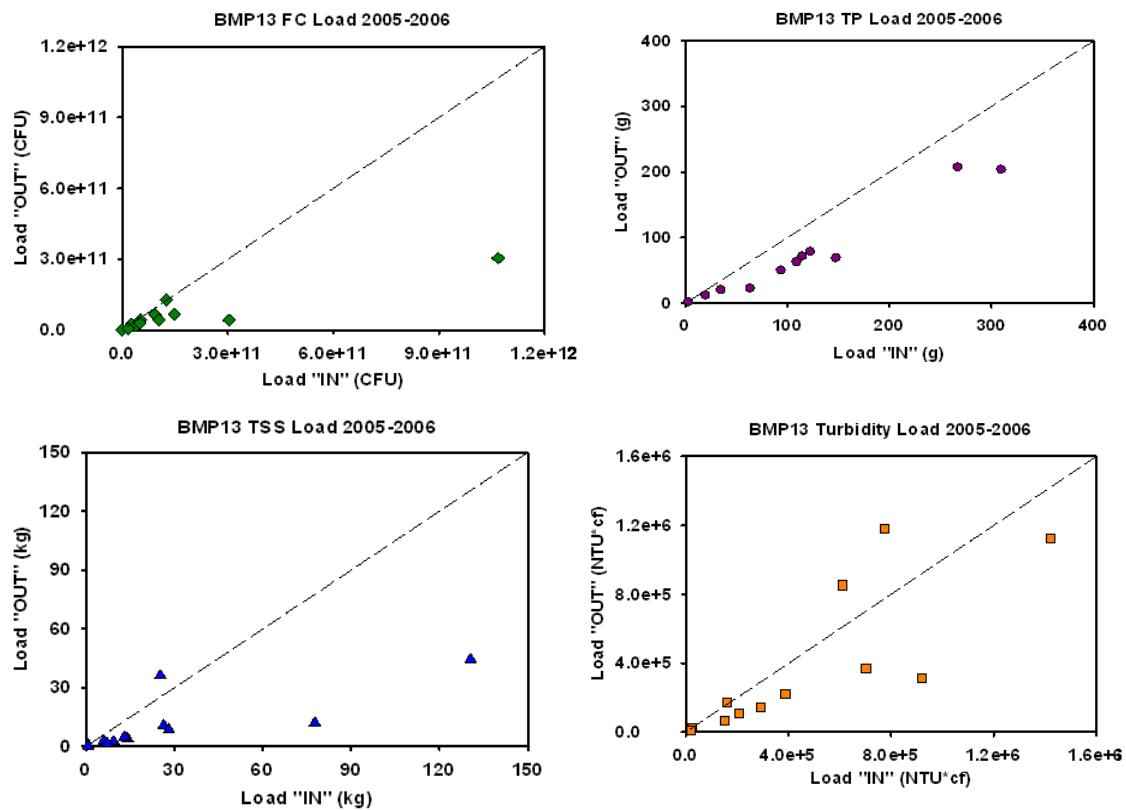 BMP13 FC Load 2005-2006
1.2e+12
9.0e+11
6.0e+11
3.0e+11
0.0
Load "OUT" (CFU)
0.0 3.0e+11 6.0e+11 9.0e+11 1.2e+12
Load "IN" (CFU)
BMP13 TP Load 2005-2006
400
300
200
100
0
Load "OUT" (g)
0 100 200 300 400
Load "IN" (g)
BMP13 TSS Load 2005-2006
150
120
90
60
30
0
Load "OUT" (kg)
0 30 60 90 120 150
Load "IN" (kg)
BMP13 Turbidity Load 2005-2006
1.6e+6
1.2e+6
8.0e+5
4.0e+5
0.0
Load "OUT" (NTU*cf)
0.0 4.0e+5 8.0e+5 1.2e+6 1.6e+6
Load "IN" (NTU*cf)